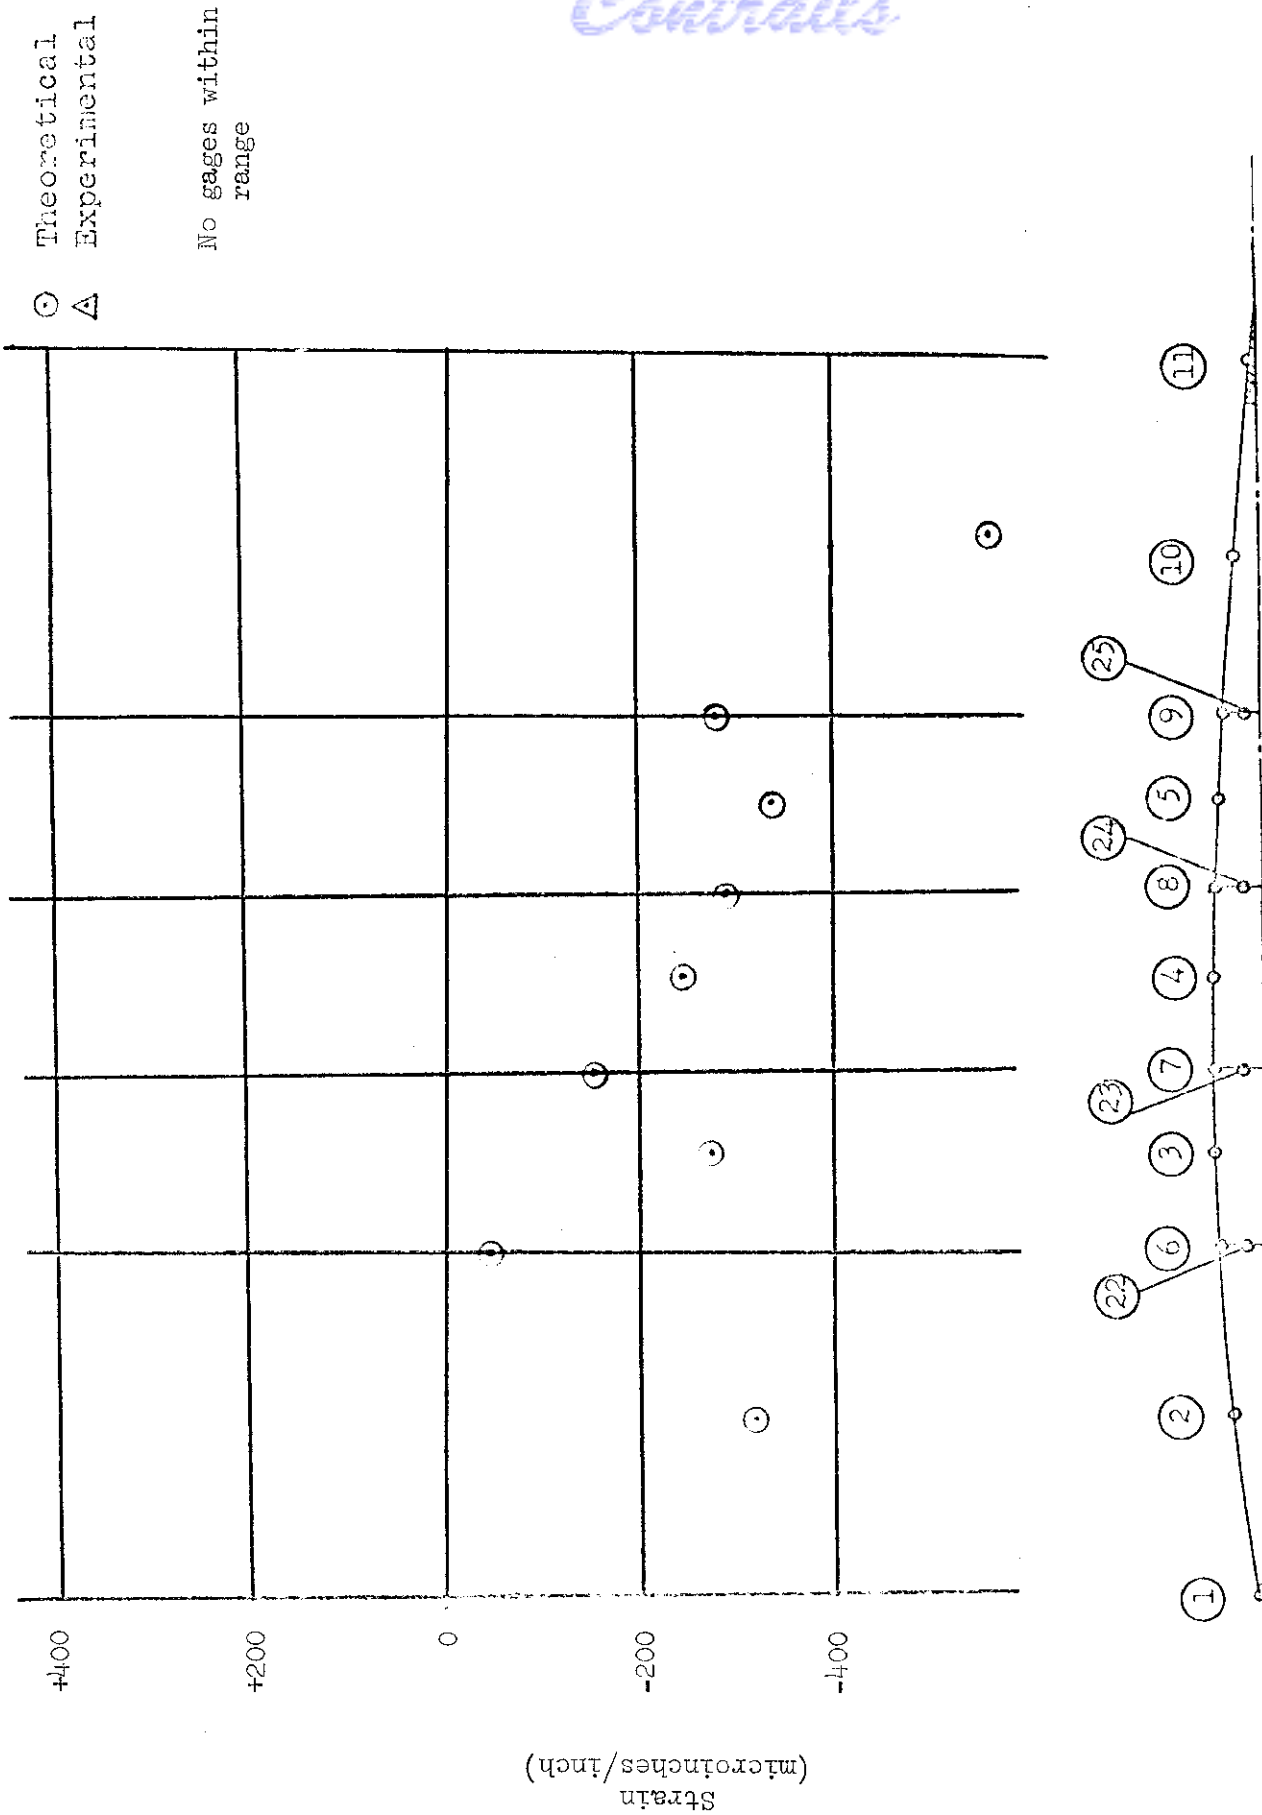 Contrails
Theoretical
Experimental
No gages within
range
+400
+200
0
-200
-400
Strain
(microinches/inch)
1
2
22
6
3
23
7
4
24
8
5
25
9
10
11